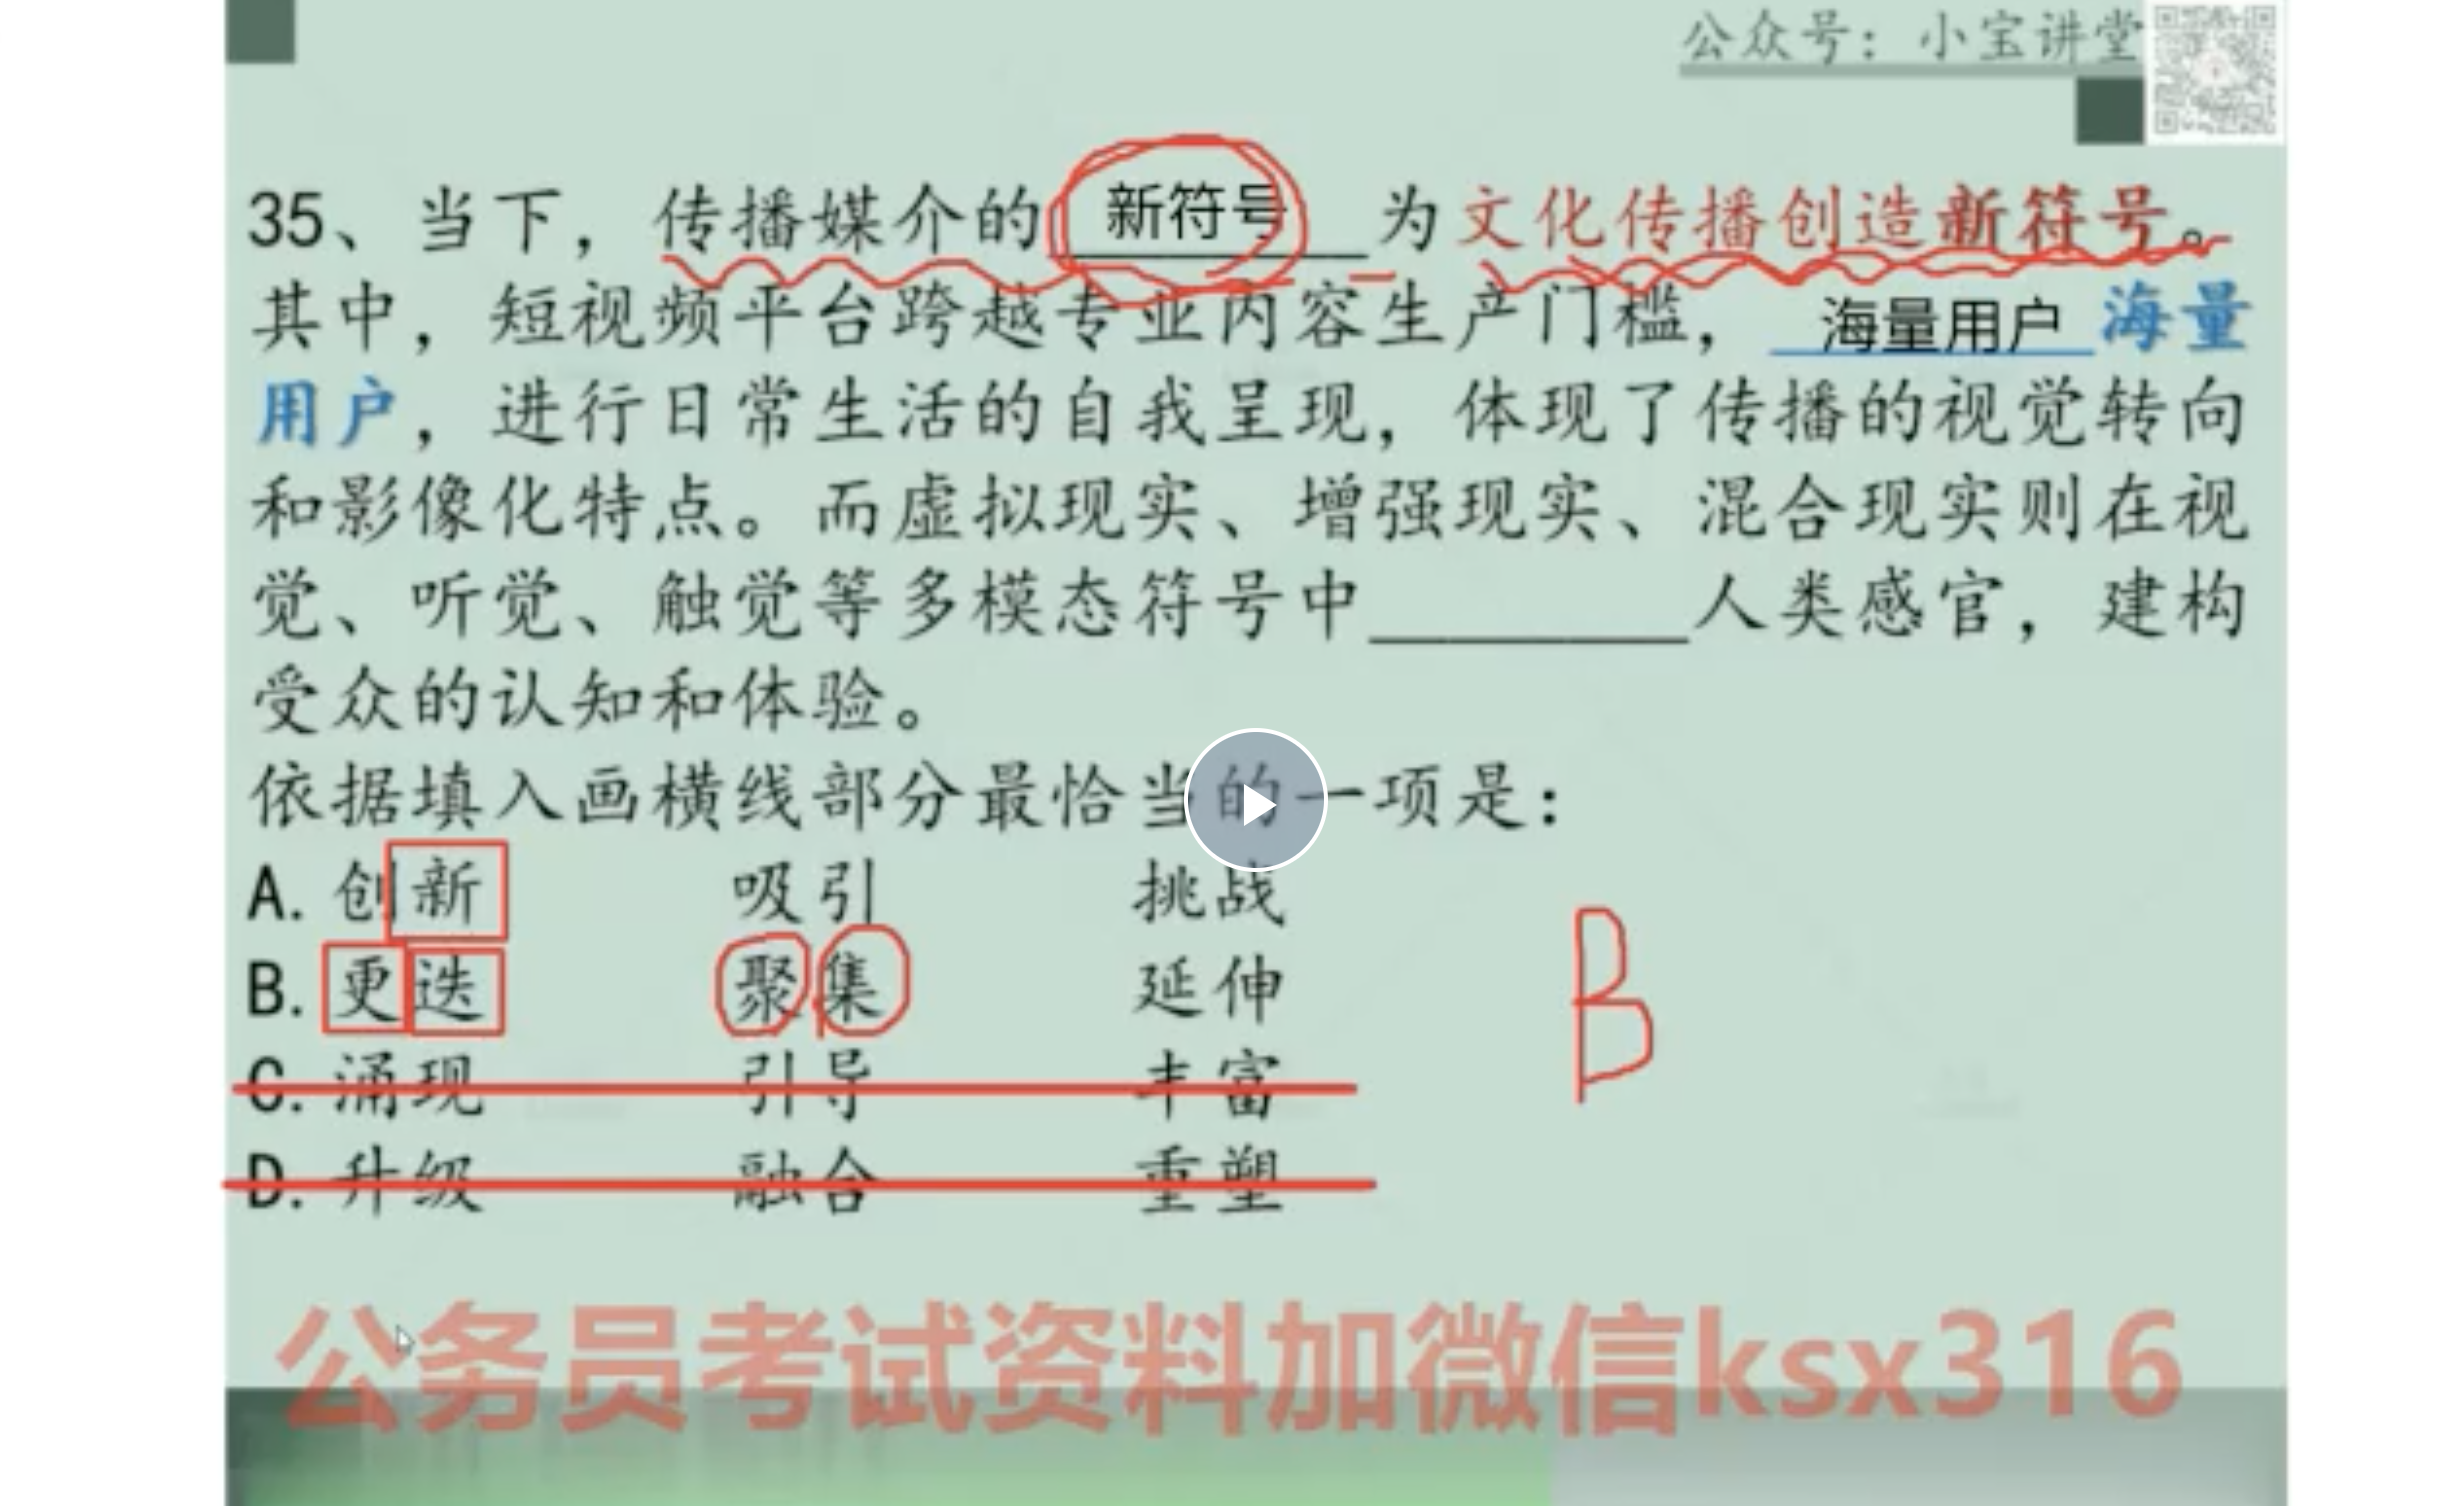 公众号：小宝讲堂
35、当下，传播媒介的 新符号 为文化传播创造新符号。
其中，短视频平台跨越专业内容生产门槛， 海量用户 海量
用户，进行日常生活的自我呈现，体现了传播的视觉转向
和影像化特点。而虚拟现实、增强现实、混合现实则在视
觉、听觉、触觉等多模态符号中________人类感官，建构
受众的认知和体验。
依据填入画横线部分最恰当的一项是：
A. 创新 吸引 挑战
B. 更迭 聚集 延伸
B
C. 涌现 引导 丰富
D. 升级 融合 重塑
公务员考试资料加微信ksx316